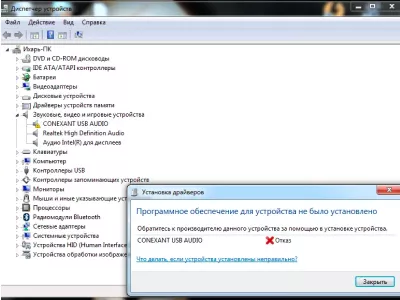 Диспетчер устройств
Файл Действие Вид Справка
Ихарь-ПК
DVD и CD-ROM дисководы
IDE ATA/ATAPI контроллеры
Батареи
Видеоадаптеры
Дисковые устройства
Драйверы устройств памяти
Звуковые, видео и игровые устройства
CONEXANT USB AUDIO
Realtek High Definition Audio
Аудио Intel(R) для дисплеев
Клавиатуры
Компьютер
Контроллеры USB
Контроллеры запоминающих устройств
Мониторы
Мыши и иные указывающие
Процессоры
Радиомодули Bluetooth
Сетевые адаптеры
Системные устройства
Устройства HID (Human Interface
Устройства обработки изображе
Установка драйверов
Программное обеспечение для устройства не было установлено
Обратитесь к производителю данного устройства за помощью в установке устройства.
CONEXANT USB AUDIO Отказ
Что делать, если устройства установлены неправильно?
Закрыть